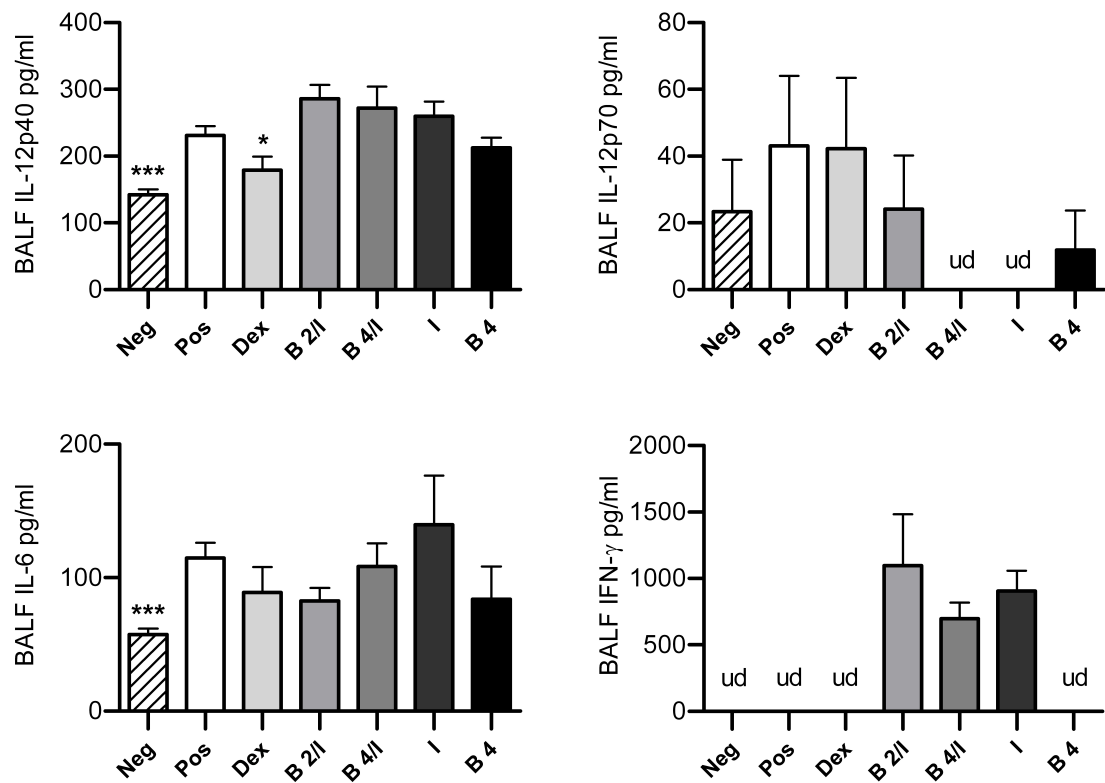 BALF IL-12p40 pg/ml
400
300
200
100
0
***
*
Neg
Pos
Dex
B 2/I
B 4/I
I
B 4
BALF IL-12p70 pg/ml
80
60
40
20
0
ud
ud
Neg
Pos
Dex
B 2/I
B 4/I
I
B 4
BALF IL-6 pg/ml
200
100
0
***
Neg
Pos
Dex
B 2/I
B 4/I
I
B 4
BALF IFN-γ pg/ml
2000
1500
1000
500
0
ud
ud
ud
ud
Neg
Pos
Dex
B 2/I
B 4/I
I
B 4